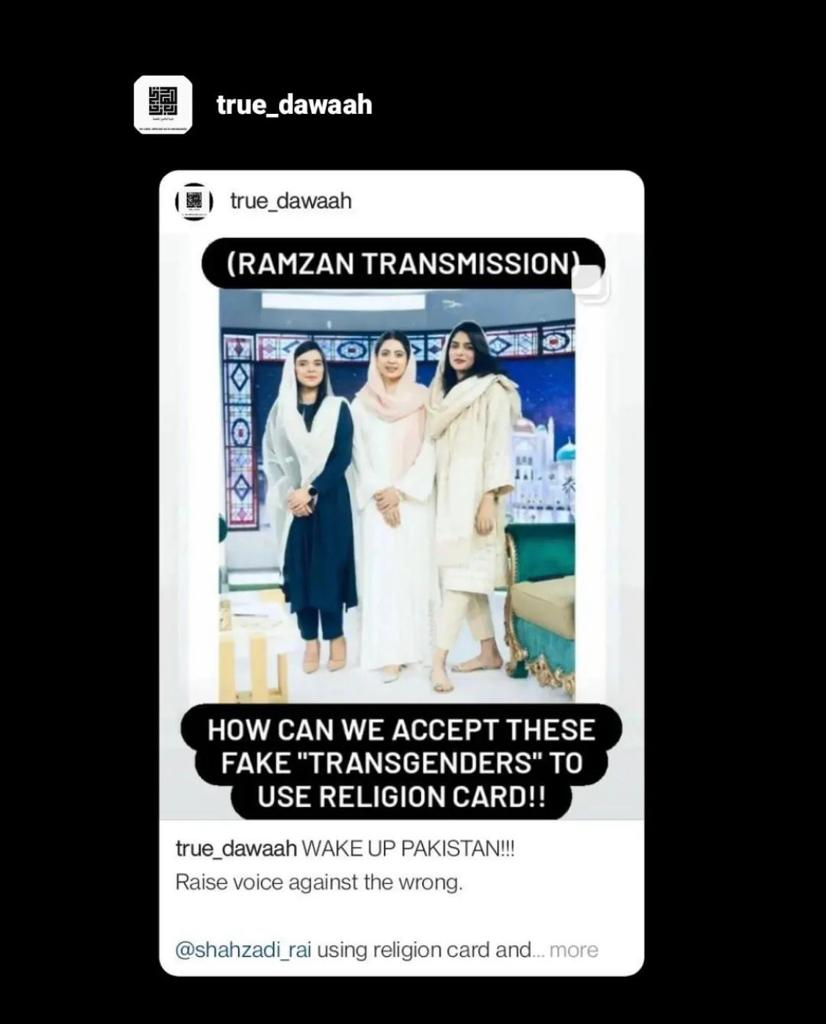 true_dawaah
true_dawaah
(RAMZAN TRANSMISSION)
HOW CAN WE ACCEPT THESE
FAKE "TRANSGENDERS" TO
USE RELIGION CARD!!
true_dawaah WAKE UP PAKISTAN!!!
Raise voice against the wrong.
@shahzadi_rai using religion card and... more